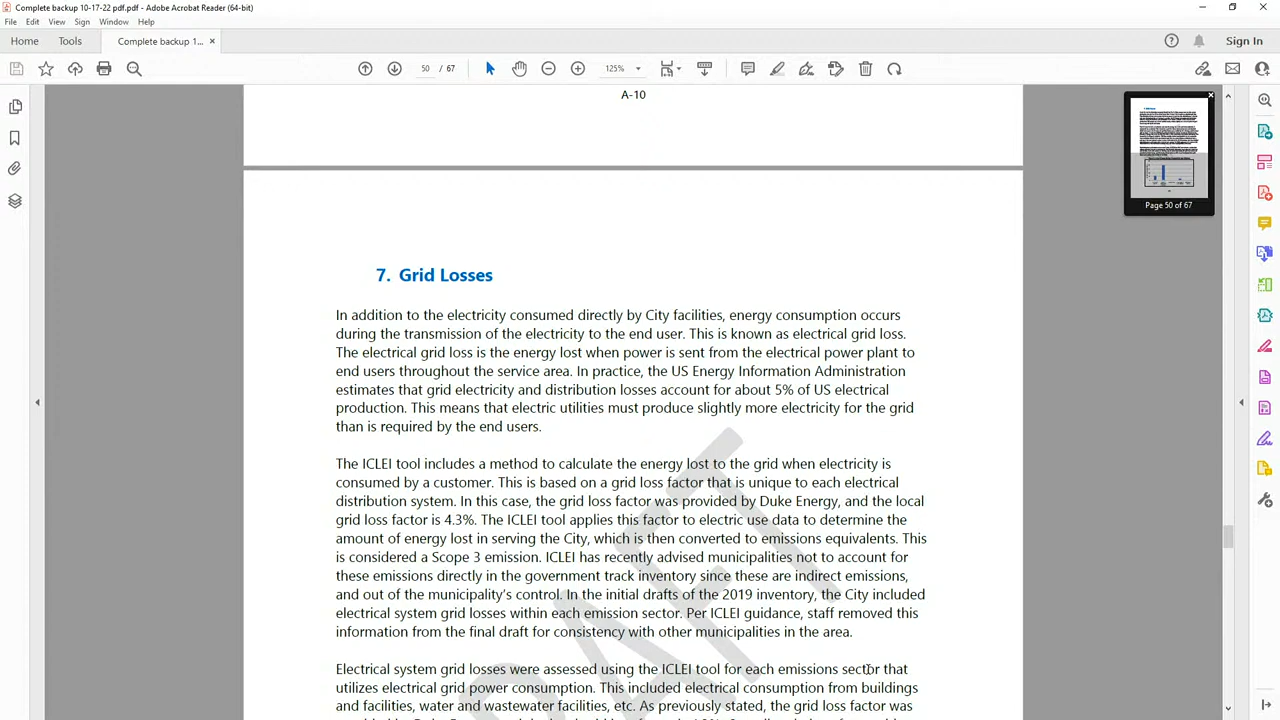 Complete backup 10-17-22 pdf.pdf - Adobe Acrobat Reader (64-bit)
File Edit View Sign Window Help
Home Tools Complete backup 1... × Sign In
50 / 67 125%
A-10
Page 50 of 67
7. Grid Losses
In addition to the electricity consumed directly by City facilities, energy consumption occurs
during the transmission of the electricity to the end user. This is known as electrical grid loss.
The electrical grid loss is the energy lost when power is sent from the electrical power plant to
end users throughout the service area. In practice, the US Energy Information Administration
estimates that grid electricity and distribution losses account for about 5% of US electrical
production. This means that electric utilities must produce slightly more electricity for the grid
than is required by the end users.
The ICLEI tool includes a method to calculate the energy lost to the grid when electricity is
consumed by a customer. This is based on a grid loss factor that is unique to each electrical
distribution system. In this case, the grid loss factor was provided by Duke Energy, and the local
grid loss factor is 4.3%. The ICLEI tool applies this factor to electric use data to determine the
amount of energy lost in serving the City, which is then converted to emissions equivalents. This
is considered a Scope 3 emission. ICLEI has recently advised municipalities not to account for
these emissions directly in the government track inventory since these are indirect emissions,
and out of the municipality's control. In the initial drafts of the 2019 inventory, the City included
electrical system grid losses within each emission sector. Per ICLEI guidance, staff removed this
information from the final draft for consistency with other municipalities in the area.
Electrical system grid losses were assessed using the ICLEI tool for each emissions sector that
utilizes electrical grid power consumption. This included electrical consumption from buildings
and facilities, water and wastewater facilities, etc. As previously stated, the grid loss factor was